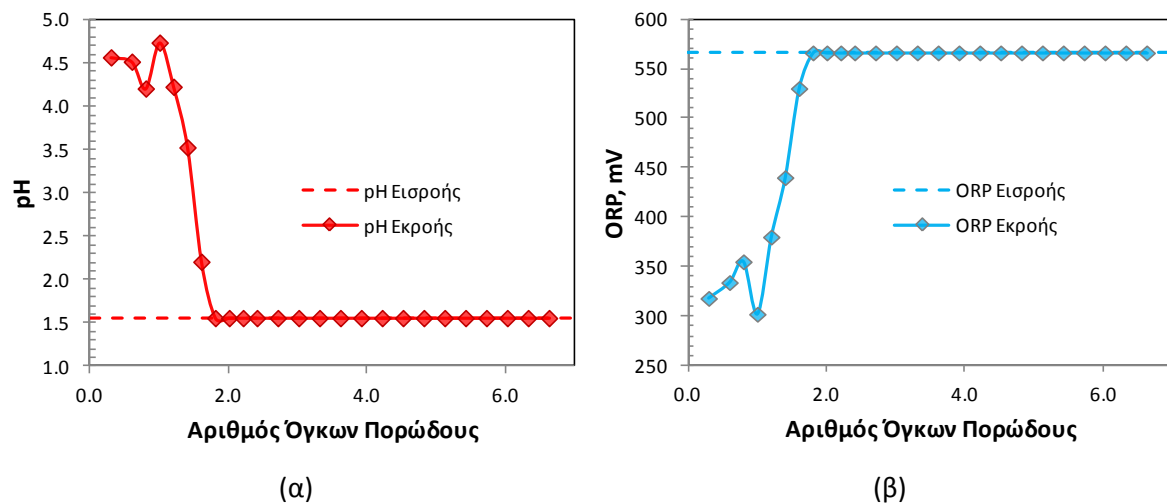 5.0
4.5
4.0
3.5
3.0
2.5
2.0
1.5
1.0
pH
pH Εισροής
pH Εκροής
0.0 2.0 4.0 6.0
Αριθμός Όγκων Πορώδους
(α)
600
550
500
450
400
350
300
250
ORP, mV
ORP Εισροής
ORP Εκροής
0.0 2.0 4.0 6.0
Αριθμός Όγκων Πορώδους
(β)